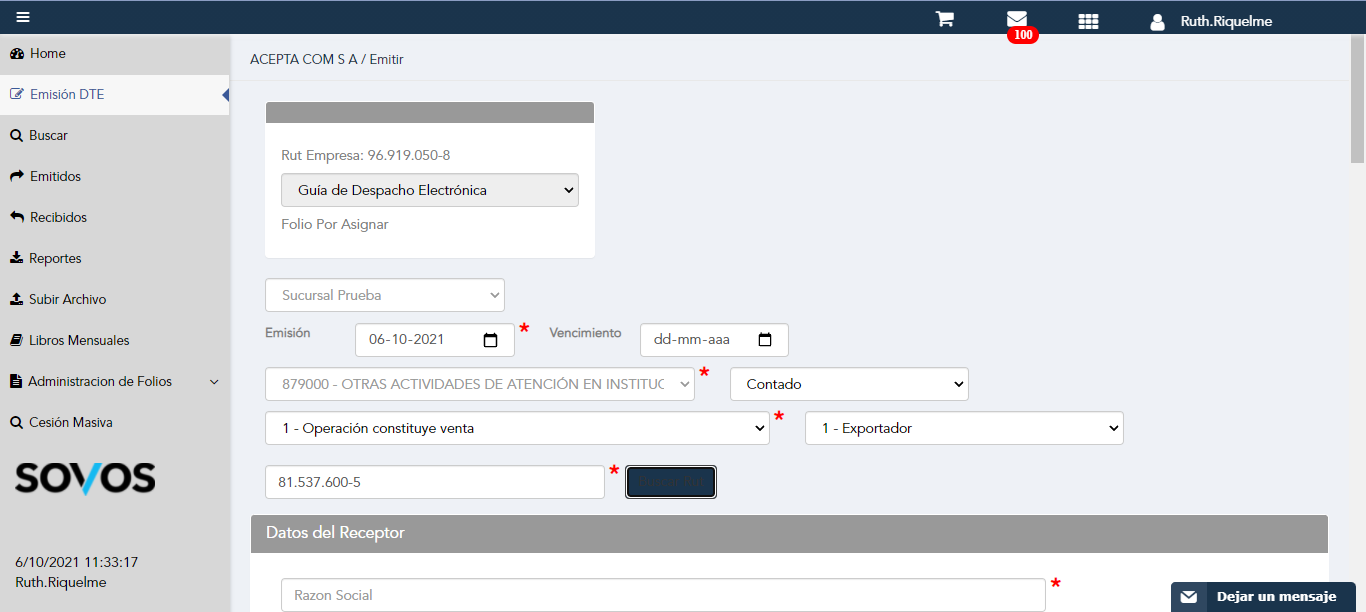 Ruth.Riquelme
100
Home
Emisión DTE
Buscar
Emitidos
Recibidos
Reportes
Subir Archivo
Libros Mensuales
Administracion de Folios
Cesión Masiva
SOVOS
6/10/2021 11:33:17
Ruth.Riquelme
ACEPTA COM S A / Emitir
Rut Empresa: 96.919.050-8
Guía de Despacho Electrónica
Folio Por Asignar
Sucursal Prueba
Emisión 06-10-2021 * Vencimiento dd-mm-aaa
879000 - OTRAS ACTIVIDADES DE ATENCIÓN EN INSTITUC * Contado
1 - Operación constituye venta * 1 - Exportador
81.537.600-5 *
Datos del Receptor
Razon Social *
Dejar un mensaje